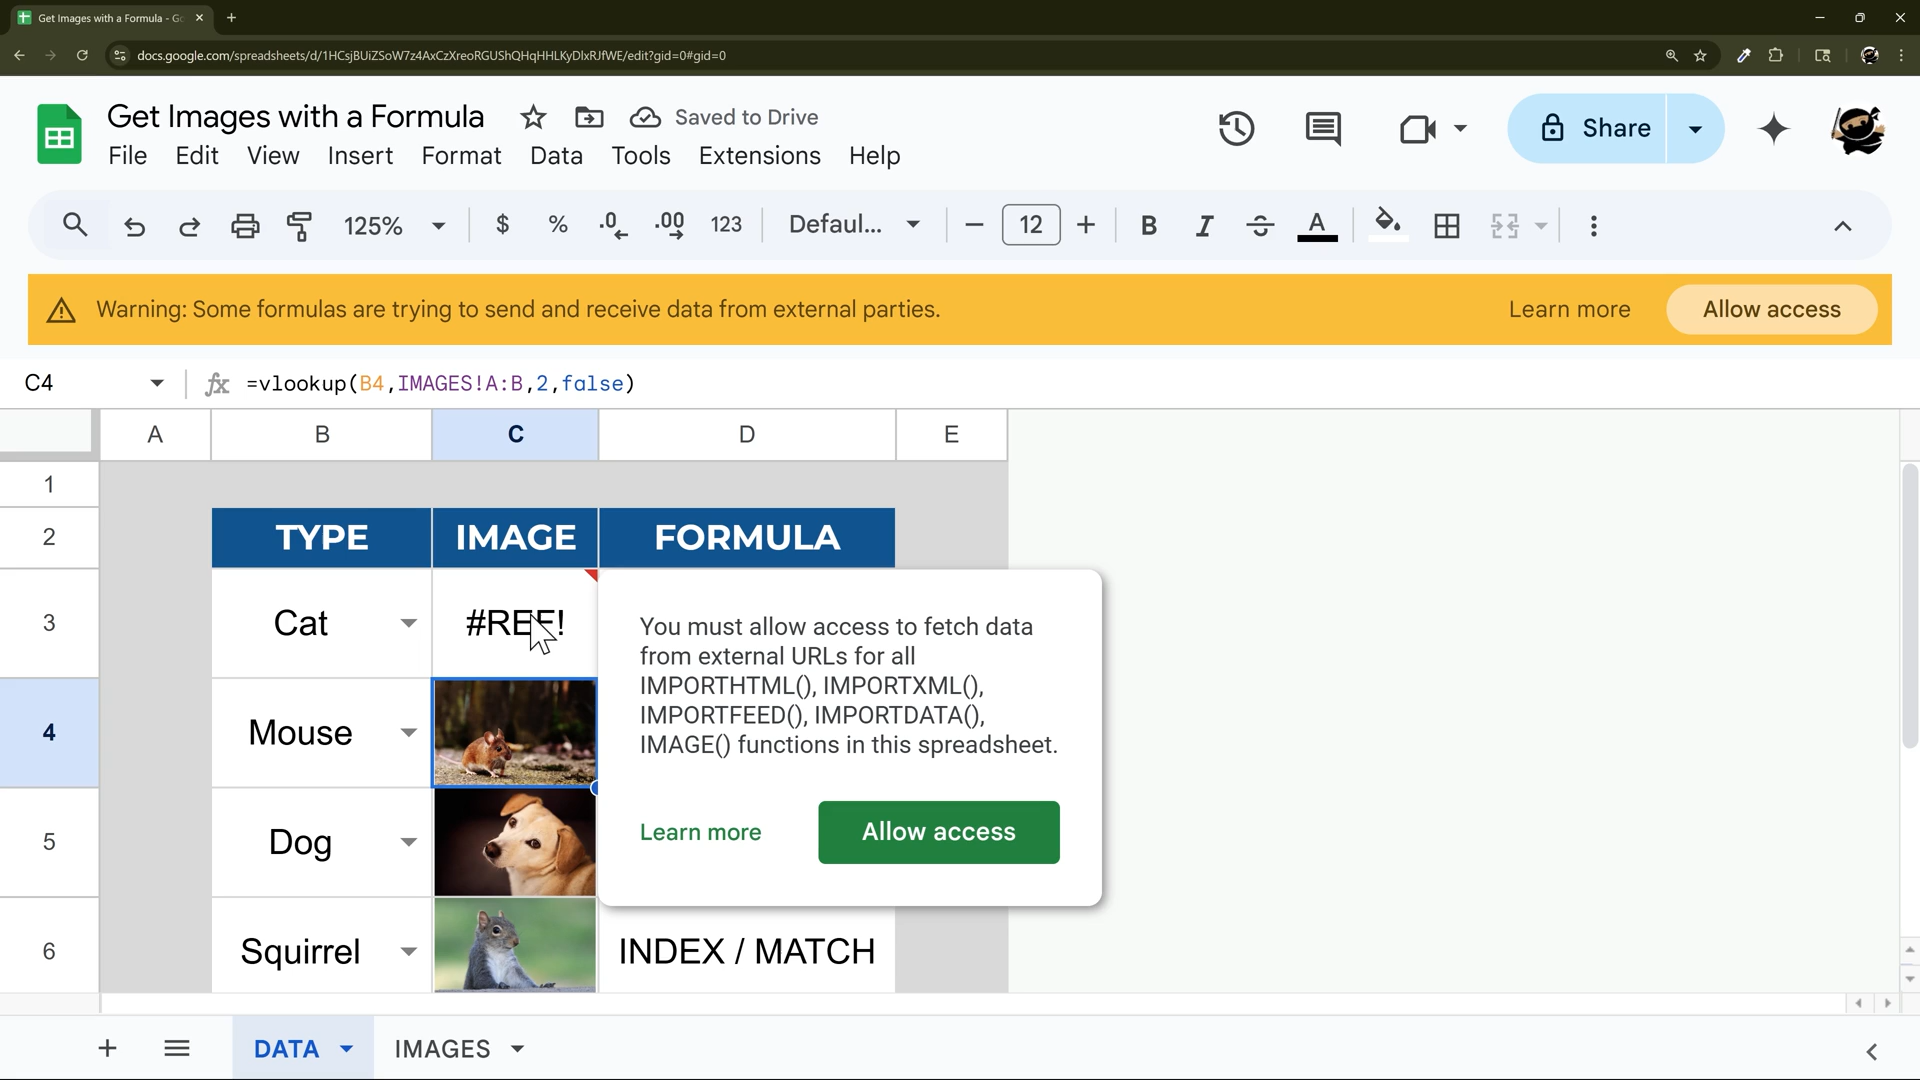 Get Images with a Formula - Go
docs.google.com/spreadsheets/d/1HCsjBUiZSoW7z4AxCzXreoRGUShQHqHHLKyDlxRJfWE/edit?gid=0#gid=0
Get Images with a Formula Saved to Drive
File Edit View Insert Format Data Tools Extensions Help
Share
125% $ % .0 .00 123 Defaul... 12 B I S A
Warning: Some formulas are trying to send and receive data from external parties. Learn more Allow access
C4 fx =vlookup(B4,IMAGES!A:B,2,false)
A B C D E
1
2 TYPE IMAGE FORMULA
3 Cat #REF!
You must allow access to fetch data
from external URLs for all
IMPORTHTML(), IMPORTXML(),
IMPORTFEED(), IMPORTDATA(),
IMAGE() functions in this spreadsheet.
Learn more Allow access
4 Mouse
5 Dog
6 Squirrel INDEX / MATCH
DATA IMAGES